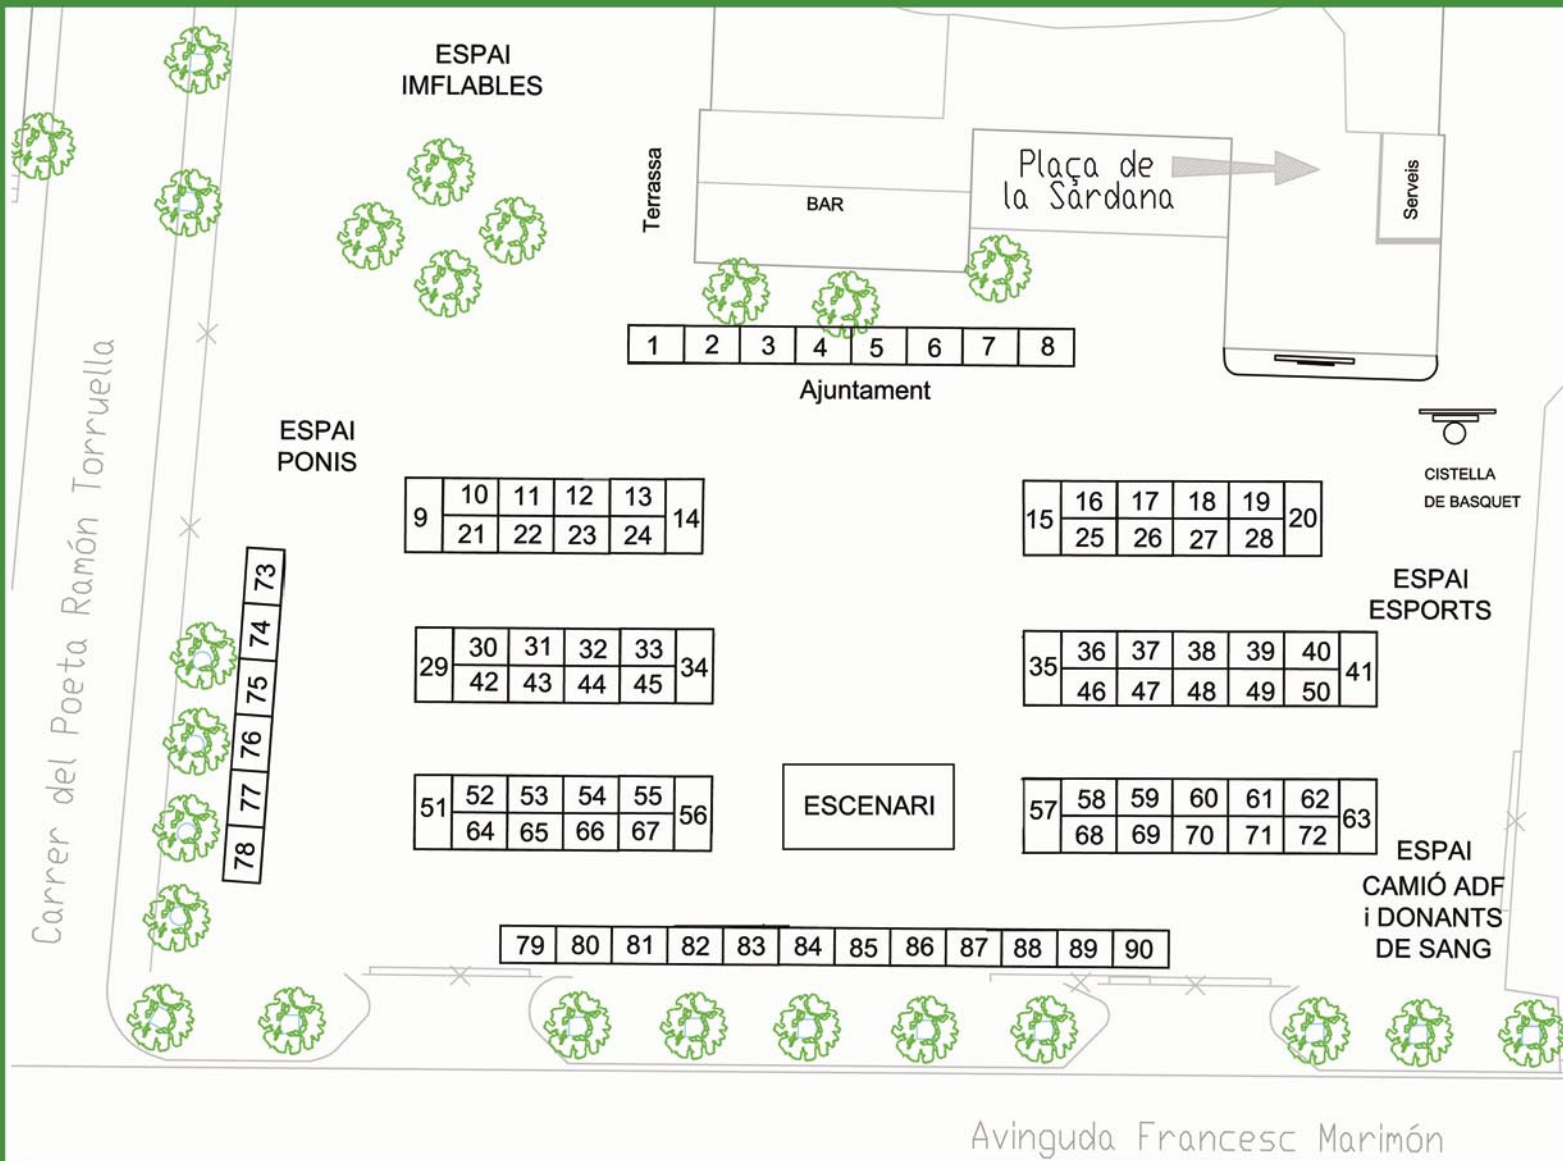 ESPAI
IMFLABLES
Terrassa
BAR
Plaça de
la Sardana
Serveis
1 2 3 4 5 6 7 8
Ajuntament
Carrer del Poeta Ramón Torruella
ESPAI
PONIS
CISTELLA
DE BASQUET
9 10 11 12 13 14
21 22 23 24
15 16 17 18 19 20
25 26 27 28
ESPAI
ESPORTS
73
74
75
76
77
78
29 30 31 32 33 34
42 43 44 45
35 36 37 38 39 40 41
46 47 48 49 50
51 52 53 54 55 56
64 65 66 67
ESCENARI
57 58 59 60 61 62 63
68 69 70 71 72
ESPAI
CAMIÓ ADF
i DONANTS
DE SANG
79 80 81 82 83 84 85 86 87 88 89 90
Avinguda Francesc Marimón